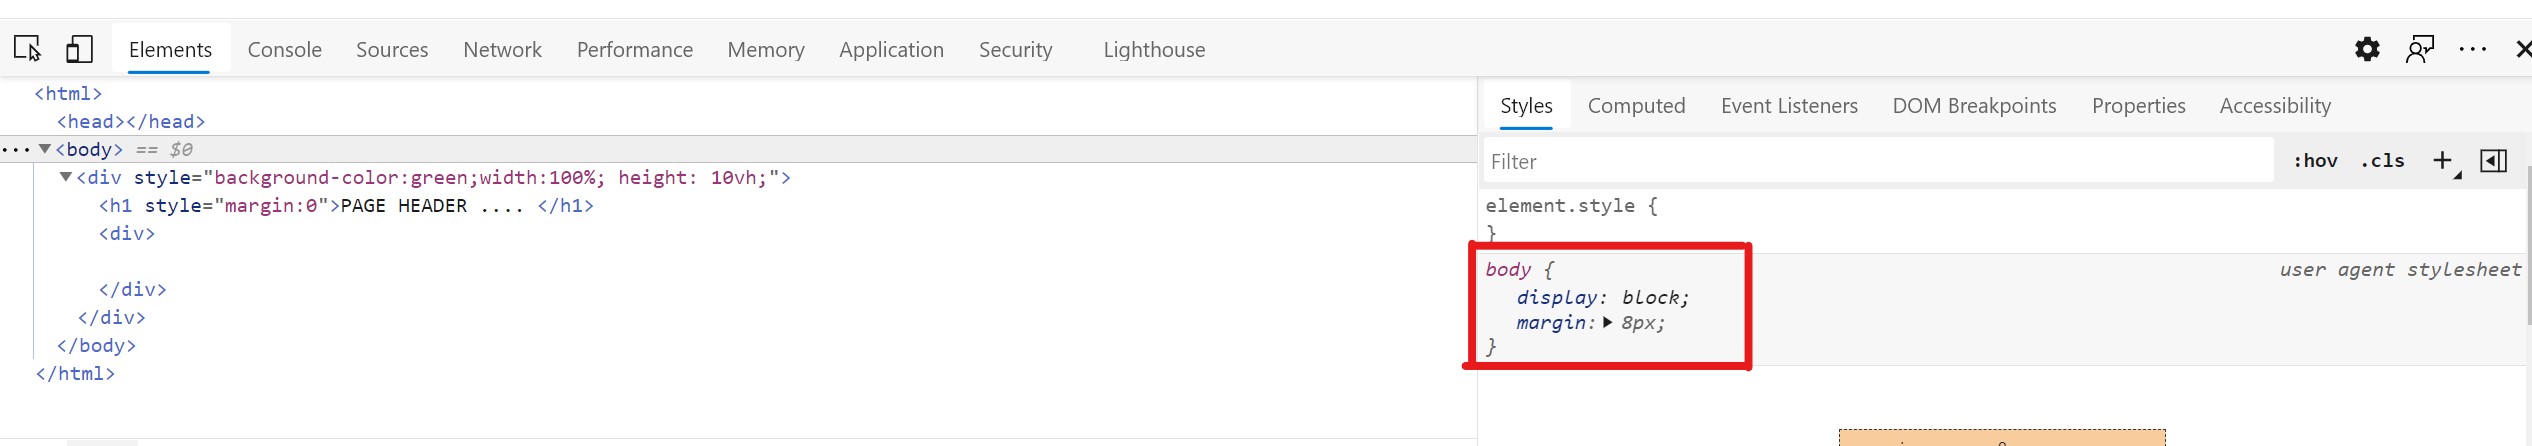 Elements Console Sources Network Performance Memory Application Security Lighthouse
<html>
<head></head>
<body> == $0
<div style="background-color:green;width:100%; height: 10vh;">
<h1 style="margin:0">PAGE HEADER .... </h1>
<div>
</div>
</div>
</body>
</html>
Styles Computed Event Listeners DOM Breakpoints Properties Accessibility
Filter :hov .cls +
element.style {
}
body { user agent stylesheet
display: block;
margin: 8px;
}